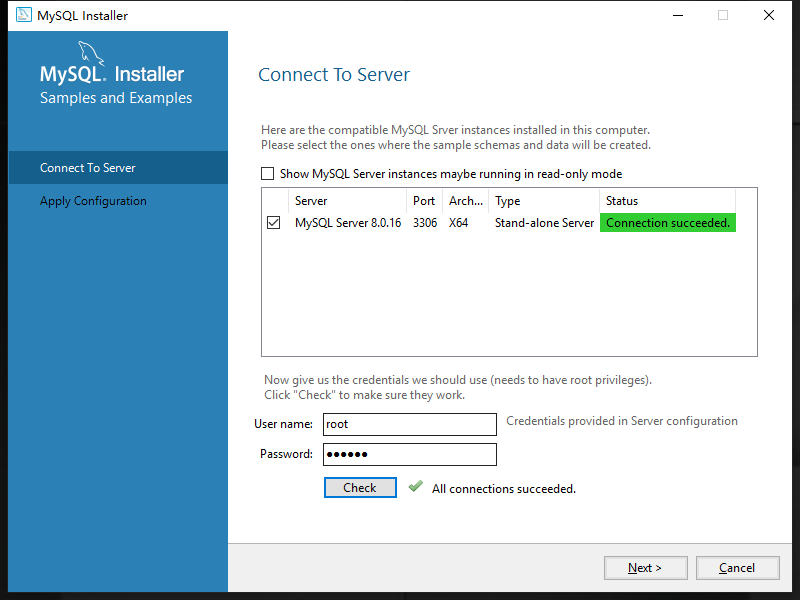 MySQL Installer
MySQL. Installer
Samples and Examples
Connect To Server
Apply Configuration
Connect To Server
Here are the compatible MySQL Srver instances installed in this computer.
Please select the ones where the sample schemas and data will be created.
Show MySQL Server instances maybe running in read-only mode
Server Port Arch... Type Status
MySQL Server 8.0.16 3306 X64 Stand-alone Server Connection succeeded.
Now give us the credentials we should use (needs to have root privileges).
Click "Check" to make sure they work.
User name: root Credentials provided in Server configuration
Password: ●●●●●●
Check All connections succeeded.
Next > Cancel